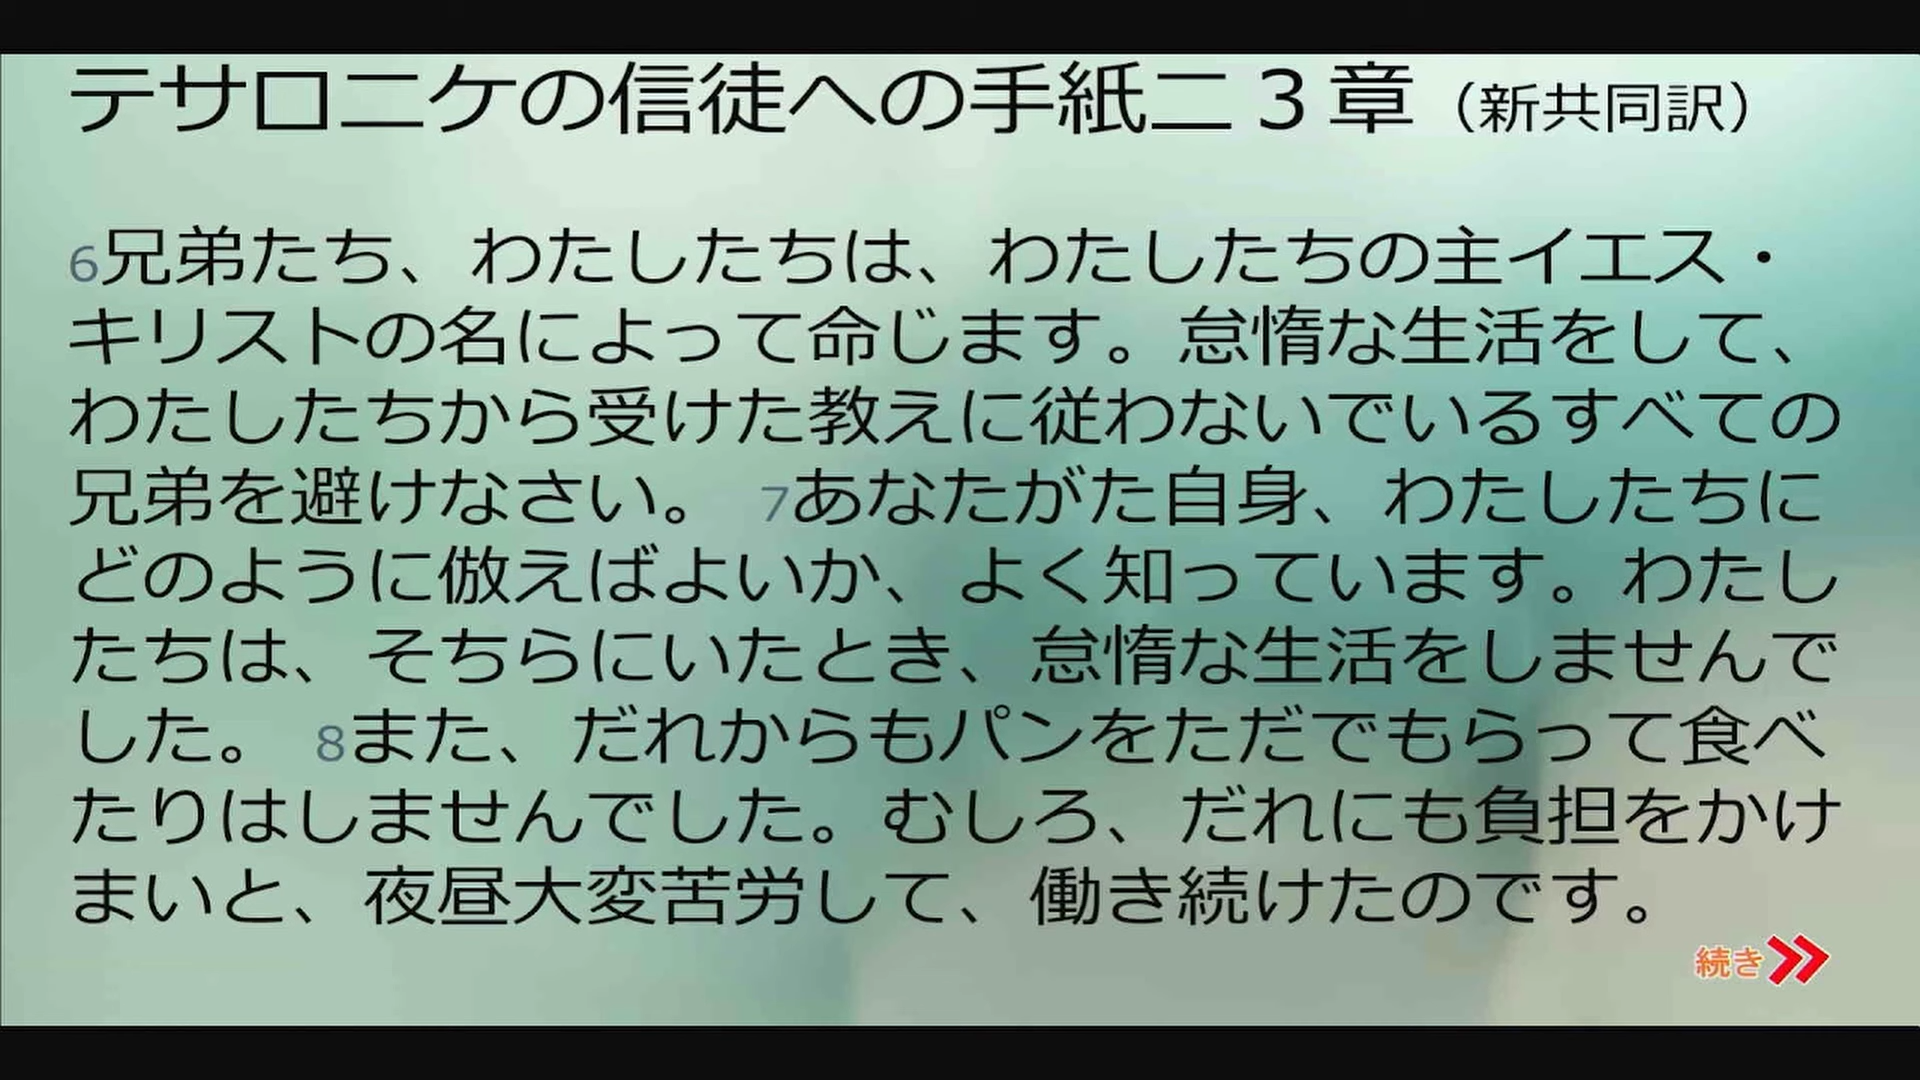 テサロニケの信徒への手紙二３章（新共同訳）
6兄弟たち、わたしたちは、わたしたちの主イエス・
キリストの名によって命じます。怠惰な生活をして、
わたしたちから受けた教えに従わないでいるすべての
兄弟を避けなさい。 7あなたがた自身、わたしたちに
どのように倣えばよいか、よく知っています。わたし
たちは、そちらにいたとき、怠惰な生活をしませんで
した。 8また、だれからもパンをただでもらって食べ
たりはしませんでした。むしろ、だれにも負担をかけ
まいと、夜昼大変苦労して、働き続けたのです。
続き